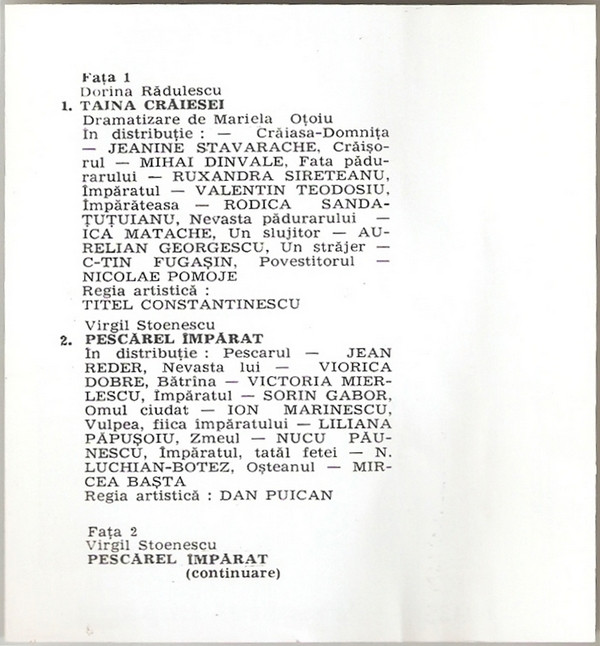 Fața 1
Dorina Rădulescu
1. TAINA CRĂIESEI
Dramatizare de Mariela Oțoiu
În distribuție : — Crăiasa-Domnița
— JEANINE STAVARACHE, Crăișo-
rul — MIHAI DINVALE, Fata pădu-
rarului — RUXANDRA SIRETEANU,
Împăratul — VALENTIN TEODOSIU,
Împărăteasa — RODICA SANDA-
ȚUȚUIANU, Nevasta pădurarului —
ICA MATACHE, Un slujitor — AU-
RELIAN GEORGESCU, Un străjer —
C-TIN FUGAȘIN, Povestitorul —
NICOLAE POMOJE
Regia artistică :
TITEL CONSTANTINESCU
Virgil Stoenescu
2. PESCĂREL ÎMPĂRAT
În distribuție : Pescarul — JEAN
REDER, Nevasta lui — VIORICA
DOBRE, Bătrîna — VICTORIA MIER-
LESCU, Împăratul — SORIN GABOR,
Omul ciudat — ION MARINESCU,
Vulpea, fiica împăratului — LILIANA
PĂPUȘOIU, Zmeul — NUCU PĂU-
NESCU, Împăratul, tatăl fetei — N.
LUCHIAN-BOTEZ, Oșteanul — MIR-
CEA BAȘTA
Regia artistică : DAN PUICAN
Fața 2
Virgil Stoenescu
PESCĂREL ÎMPĂRAT
(continuare)